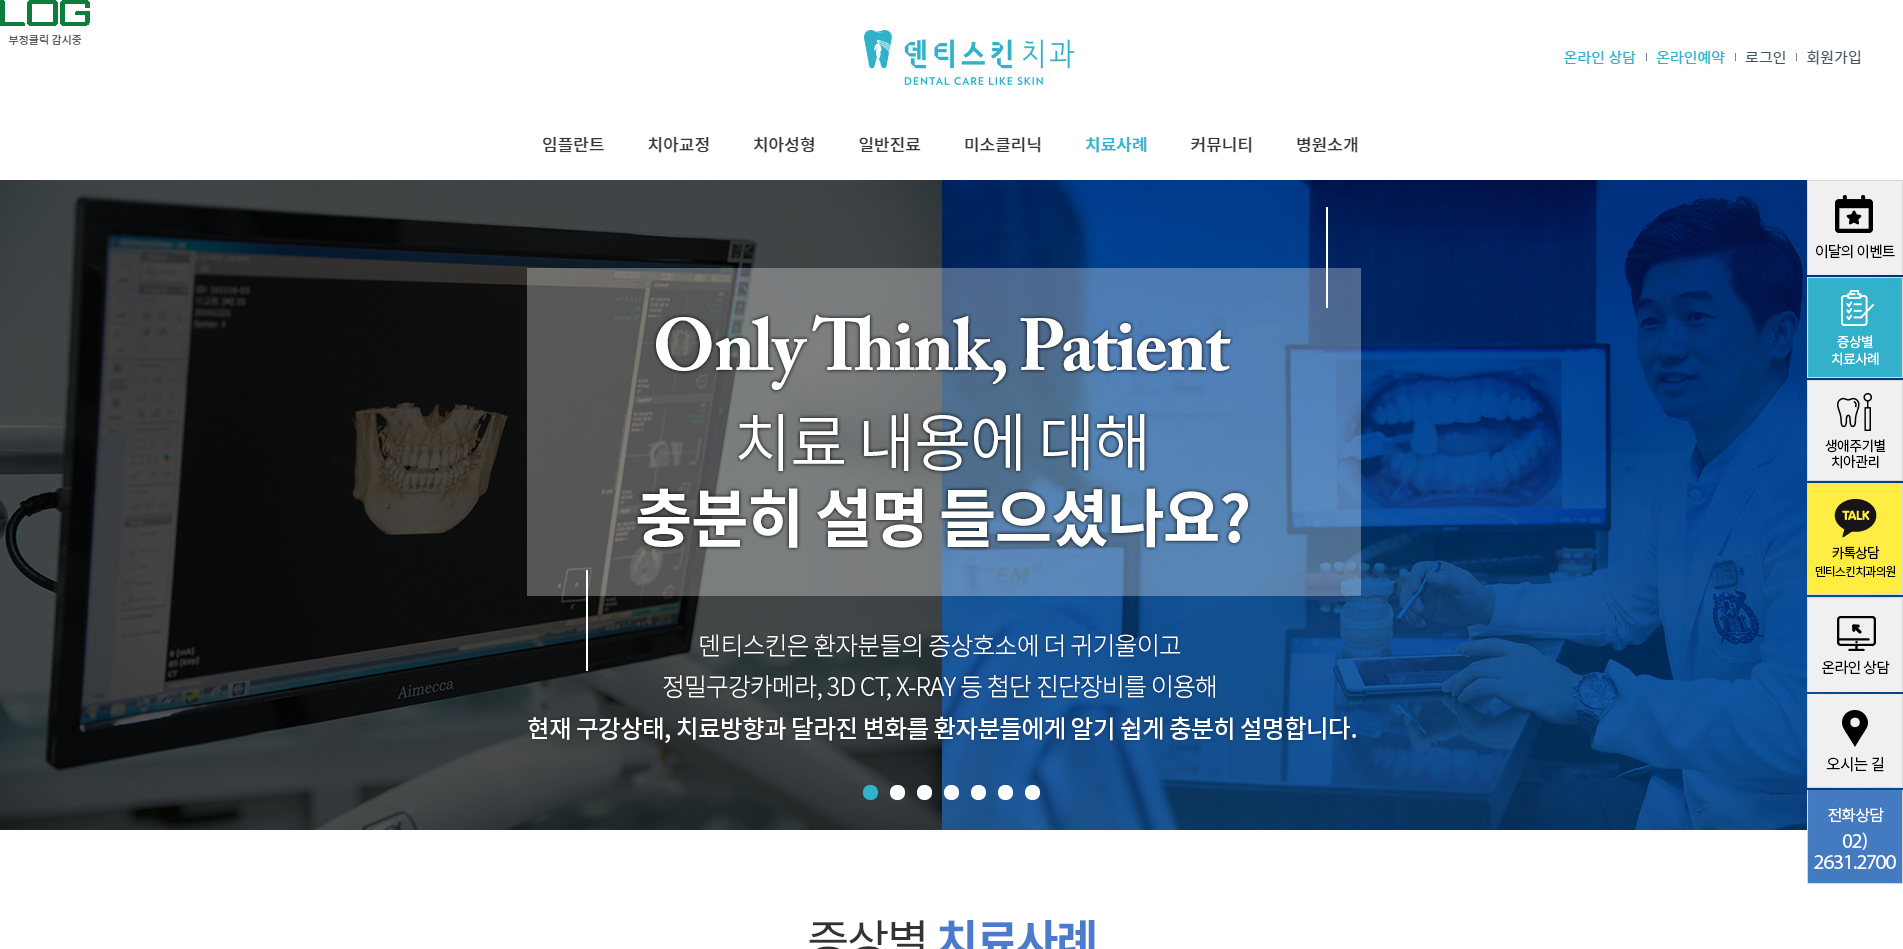 LOG
부정클릭 감시중
덴티스킨 치과
DENTAL CARE LIKE SKIN
온라인 상담
온라인예약
로그인
회원가입
임플란트
치아교정
치아성형
일반진료
미소클리닉
치료사례
커뮤니티
병원소개
Only Think, Patient
치료 내용에 대해
충분히 설명 들으셨나요?
덴티스킨은 환자분들의 증상호소에 더 귀기울이고
정밀구강카메라, 3D CT, X-RAY 등 첨단 진단장비를 이용해
현재 구강상태, 치료방향과 달라진 변화를 환자분들에게 알기 쉽게 충분히 설명합니다.
Aimecca
이달의 이벤트
증상별
치료사례
생애주기별
치아관리
TALK
카톡상담
덴티스킨치과의원
온라인 상담
오시는 길
전화상담
02)
2631.2700
증상별 치료사례